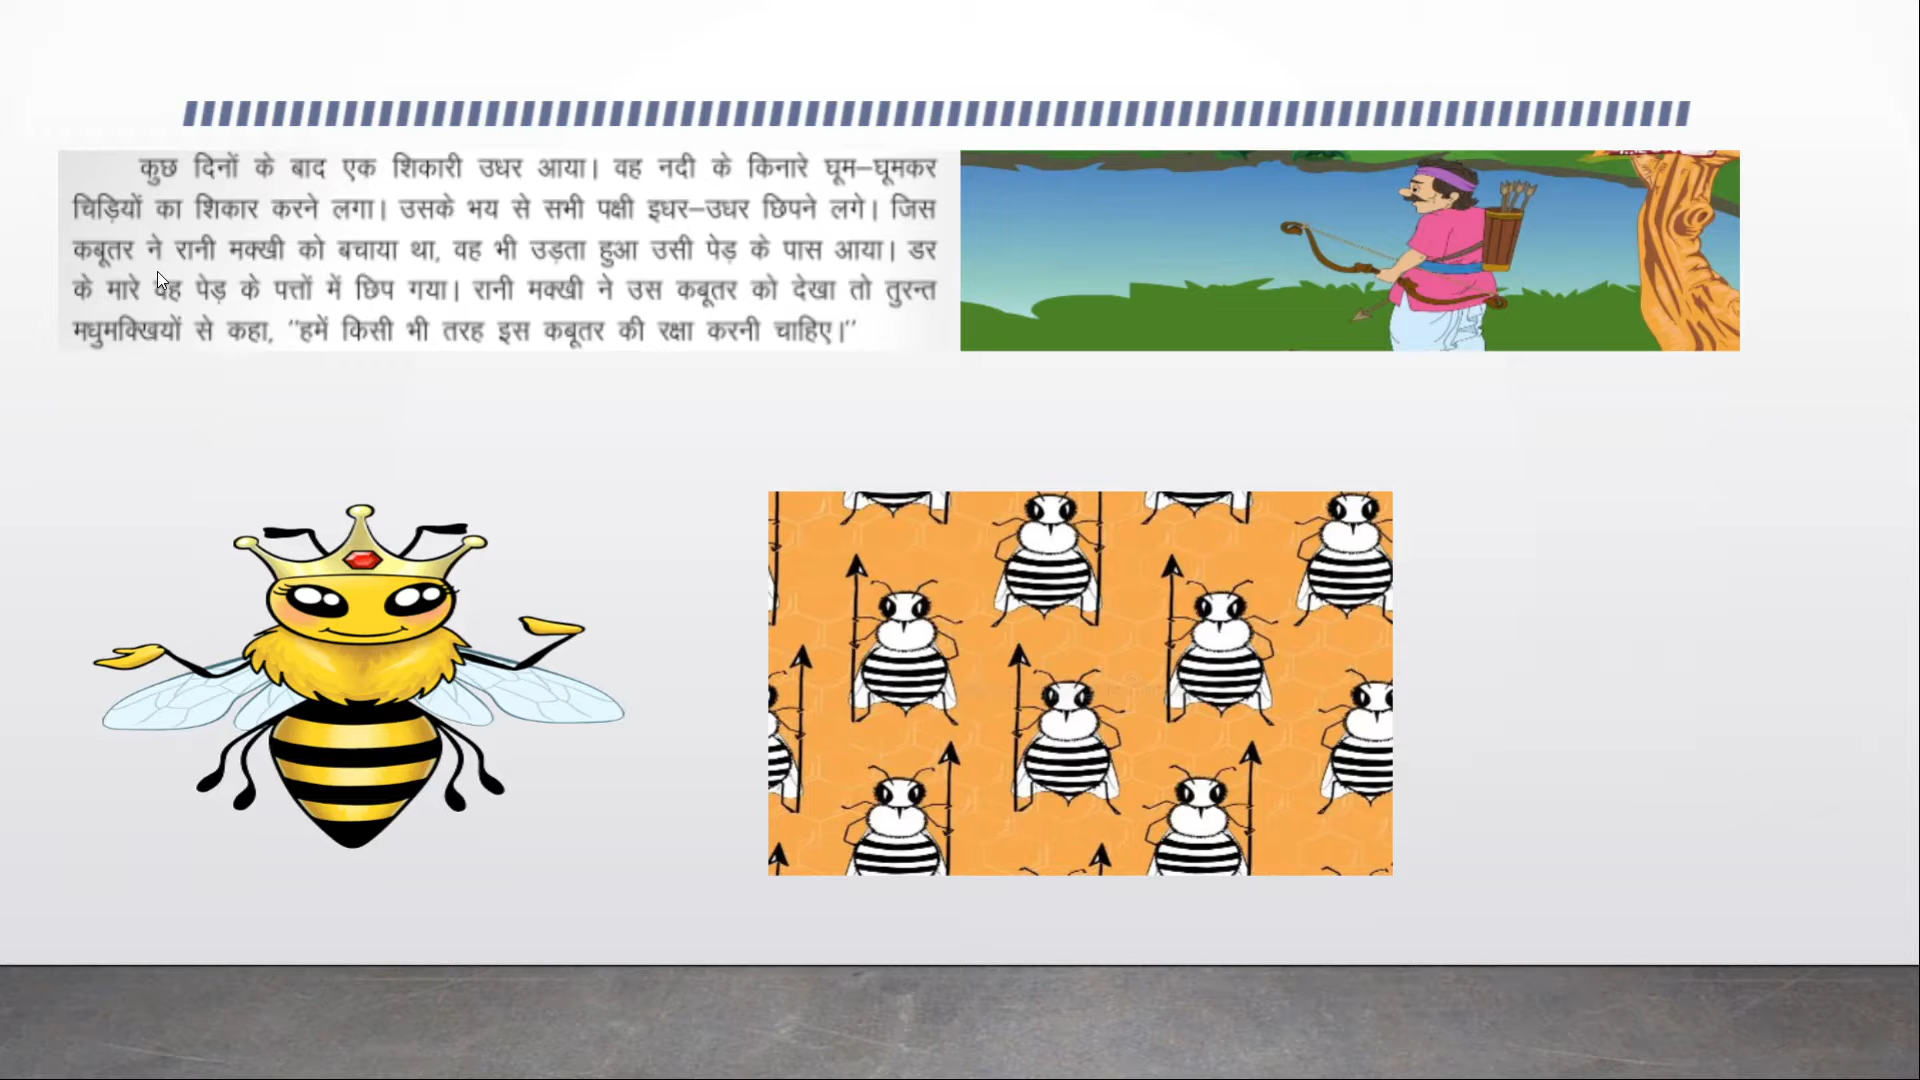 कुछ दिनों के बाद एक शिकारी उधर आया। वह नदी के किनारे घूम–घूमकर
चिड़ियों का शिकार करने लगा। उसके भय से सभी पक्षी इधर–उधर छिपने लगे। जिस
कबूतर ने रानी मक्खी को बचाया था, वह भी उड़ता हुआ उसी पेड़ के पास आया। डर
के मारे वह पेड़ के पत्तों में छिप गया। रानी मक्खी ने उस कबूतर को देखा तो तुरन्त
मधुमक्खियों से कहा, "हमें किसी भी तरह इस कबूतर की रक्षा करनी चाहिए।"